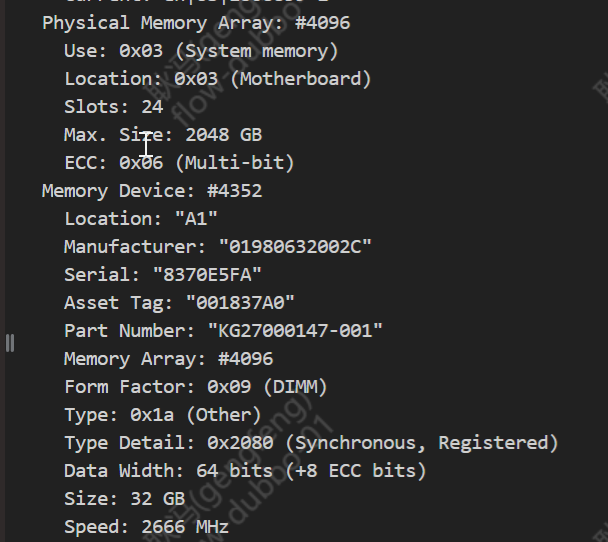 Physical Memory Array: #4096
Use: 0x03 (System memory)
Location: 0x03 (Motherboard)
Slots: 24
Max. Size: 2048 GB
ECC: 0x06 (Multi-bit)
Memory Device: #4352
Location: "A1"
Manufacturer: "01980632002C"
Serial: "8370E5FA"
Asset Tag: "001837A0"
Part Number: "KG27000147-001"
Memory Array: #4096
Form Factor: 0x09 (DIMM)
Type: 0x1a (Other)
Type Detail: 0x2080 (Synchronous, Registered)
Data Width: 64 bits (+8 ECC bits)
Size: 32 GB
Speed: 2666 MHz